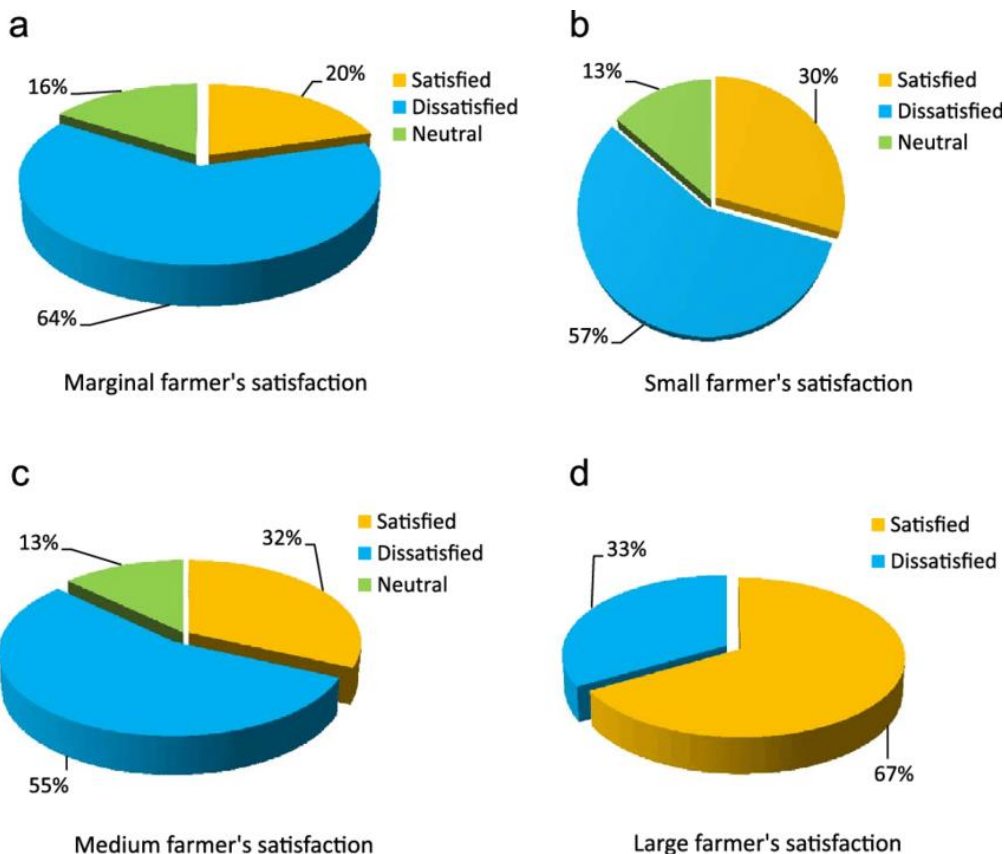 a
16%
20%
Satisfied
Dissatisfied
Neutral
64%
Marginal farmer's satisfaction
b
13%
30%
Satisfied
Dissatisfied
Neutral
57%
Small farmer's satisfaction
c
13%
32%
Satisfied
Dissatisfied
Neutral
55%
Medium farmer's satisfaction
d
33%
Satisfied
Dissatisfied
67%
Large farmer's satisfaction